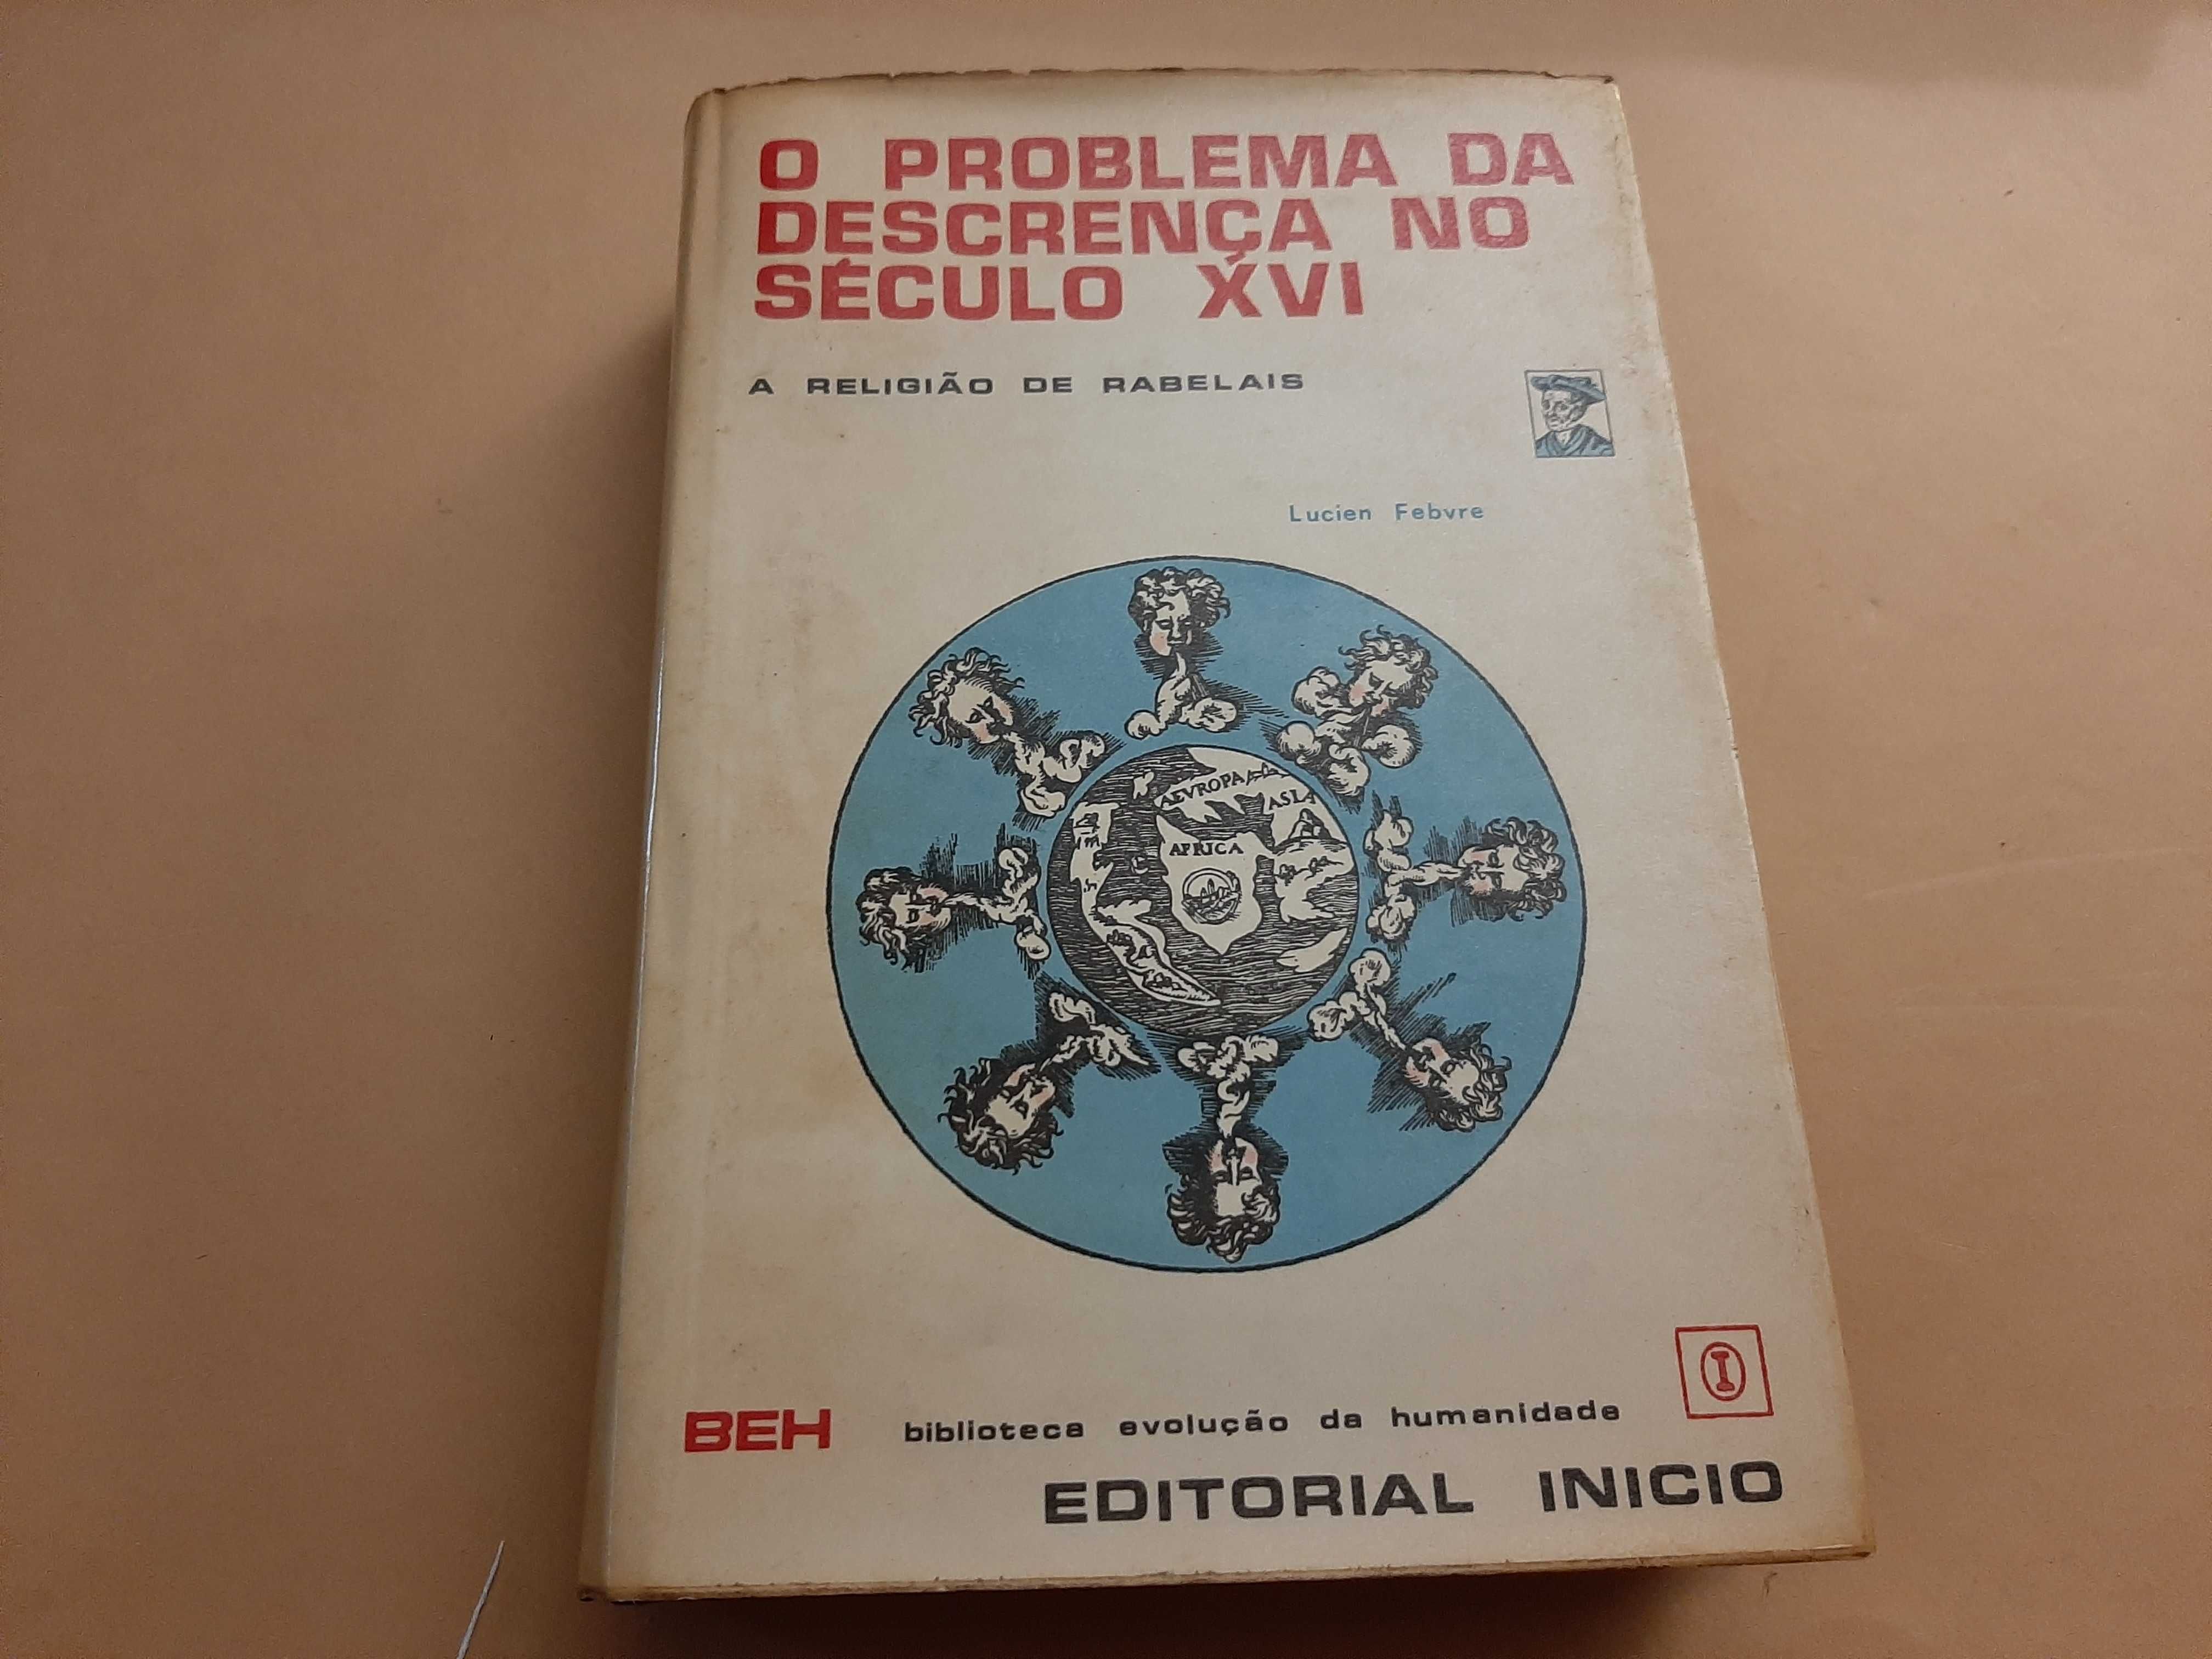 O PROBLEMA DA
DESCRENÇA NO
SÉCULO XVI
A RELIGIÃO DE RABELAIS
Lucien Febvre
AEVROPA
ASIA
AFRICA
I
BEH biblioteca evolução da humanidade
EDITORIAL INICIO